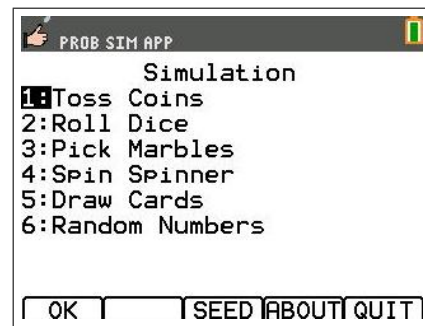 PROB SIM APP
Simulation
1:Toss Coins
2:Roll Dice
3:Pick Marbles
4:Spin Spinner
5:Draw Cards
6:Random Numbers
OK SEED ABOUT QUIT